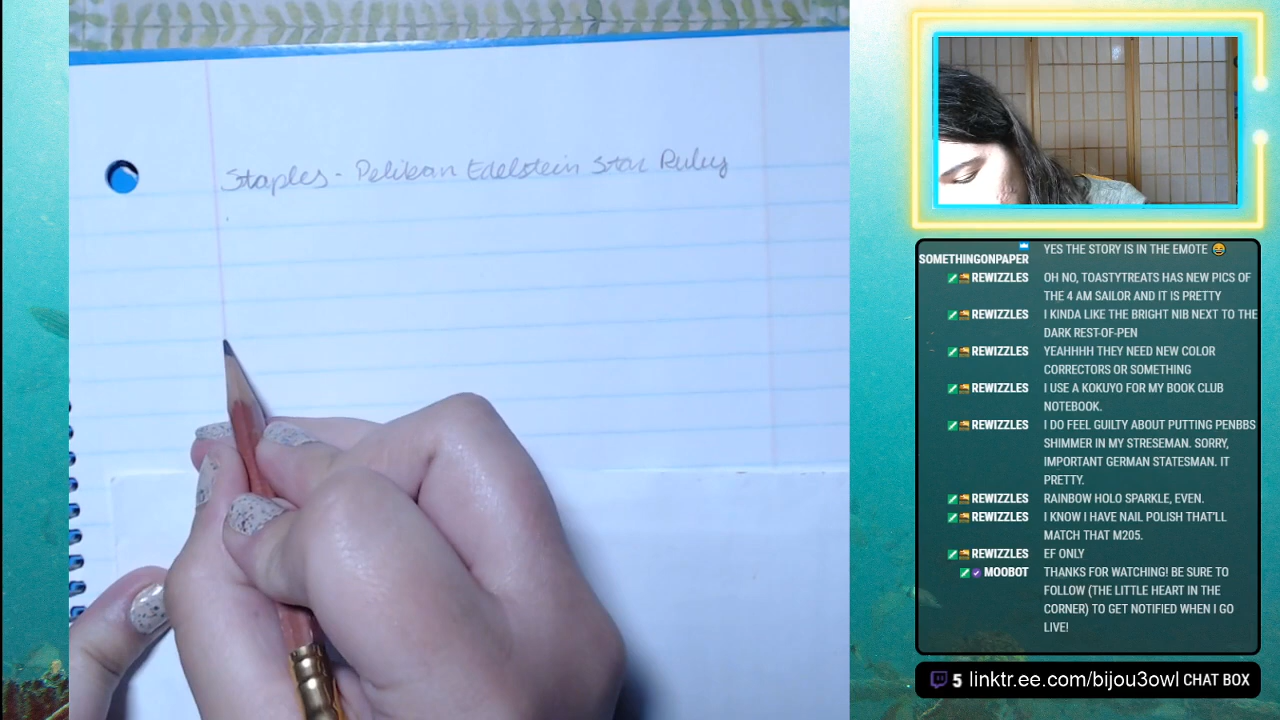 Staples - Pelikan Edelstein Star Ruby
SOMETHINGONPAPER YES THE STORY IS IN THE EMOTE 😂
REWIZZLES OH NO, TOASTYTREATS HAS NEW PICS OF
THE 4 AM SAILOR AND IT IS PRETTY
REWIZZLES I KINDA LIKE THE BRIGHT NIB NEXT TO THE
DARK REST-OF-PEN
REWIZZLES YEAHHHH THEY NEED NEW COLOR
CORRECTORS OR SOMETHING
REWIZZLES I USE A KOKUYO FOR MY BOOK CLUB
NOTEBOOK.
REWIZZLES I DO FEEL GUILTY ABOUT PUTTING PENBBS
SHIMMER IN MY STRESEMAN. SORRY,
IMPORTANT GERMAN STATESMAN. IT
PRETTY.
REWIZZLES RAINBOW HOLO SPARKLE, EVEN.
REWIZZLES I KNOW I HAVE NAIL POLISH THAT'LL
MATCH THAT M205.
REWIZZLES EF ONLY
MOOBOT THANKS FOR WATCHING! BE SURE TO
FOLLOW (THE LITTLE HEART IN THE
CORNER) TO GET NOTIFIED WHEN I GO
LIVE!
5 linktr.ee.com/bijou3owl CHAT BOX